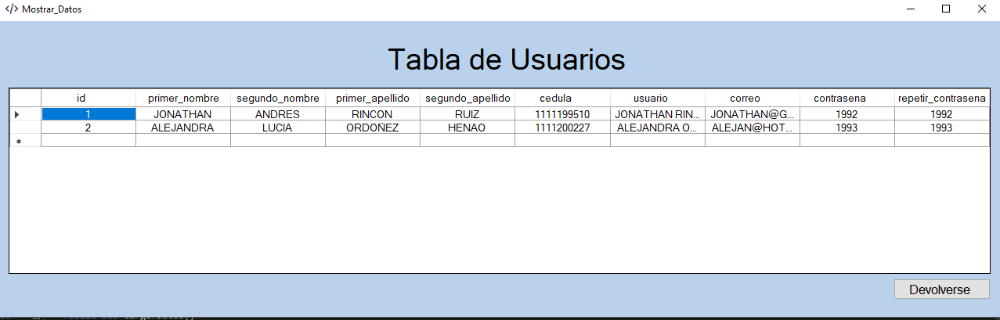 </> Mostrar_Datos
Tabla de Usuarios
id primer_nombre segundo_nombre primer_apellido segundo_apellido cedula usuario correo contrasena repetir_contrasena
1 JONATHAN ANDRES RINCON RUIZ 1111199510 JONATHAN RIN... JONATHAN@G... 1992 1992
2 ALEJANDRA LUCIA ORDOÑEZ HENAO 1111200227 ALEJANDRA O... ALEJAN@HOT... 1993 1993
Devolverse